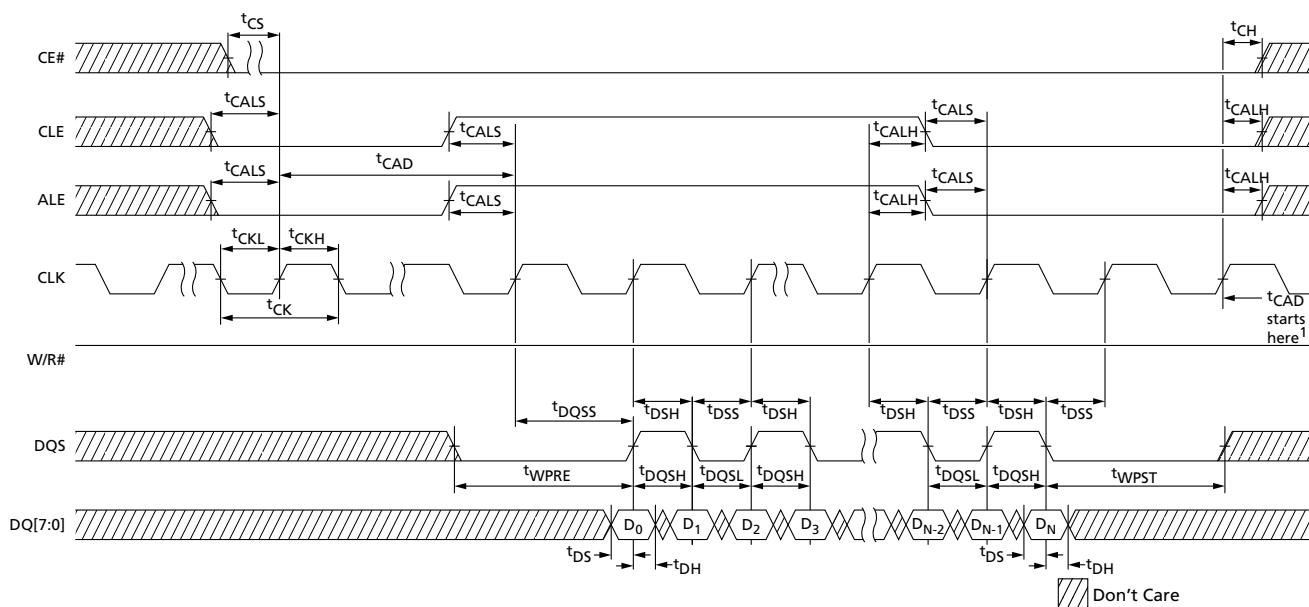 tCS
tCH
CE#
tCALS
tCALS
tCALH
tCALS
tCALH
CLE
tCAD
tCALS
tCALS
tCALH
tCALS
tCALH
ALE
tCKL
tCKH
CLK
tCK
tCAD
starts
here1
W/R#
tDQSS
tDSH
tDSS
tDSH
tDSH
tDSS
tDSH
tDSS
DQS
tWPRE
tDQSH
tDQSL
tDQSH
tDQSL
tDQSH
tWPST
DQ[7:0]
D0
D1
D2
D3
DN-2
DN-1
DN
tDS
tDH
tDS
tDH
Don't Care